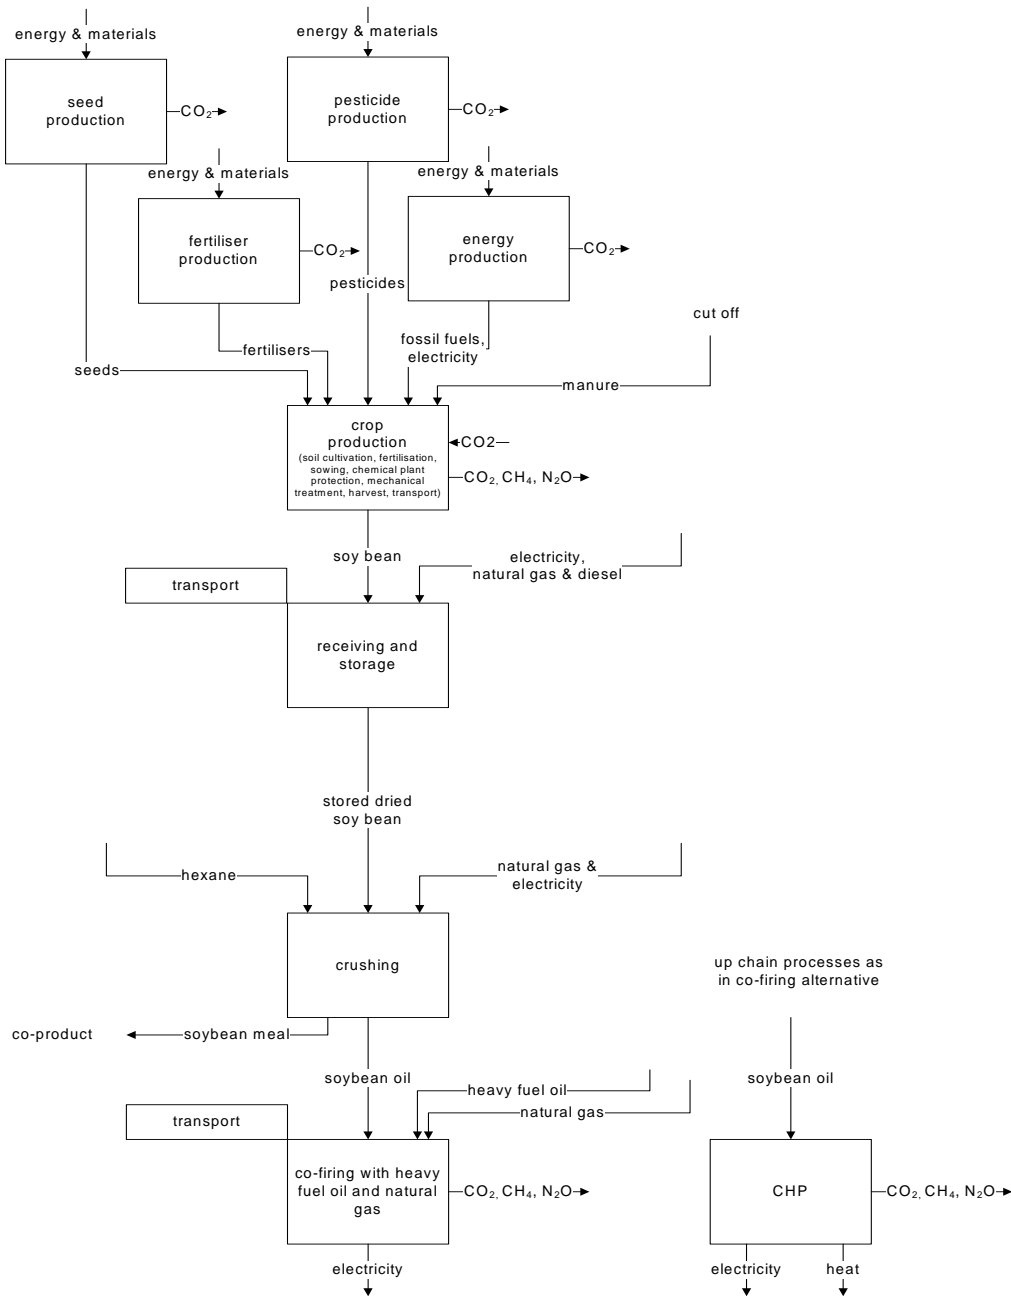 energy & materials
energy & materials
seed
production
CO₂
pesticide
production
CO₂
energy & materials
energy & materials
fertiliser
production
CO₂
energy
production
CO₂
pesticides
cut off
fertilisers
fossil fuels,
electricity
seeds
manure
crop
production
(soil cultivation, fertilisation,
sowing, chemical plant
protection, mechanical
treatment, harvest, transport)
CO2
CO₂, CH₄, N₂O
soy bean
electricity,
natural gas & diesel
transport
receiving and
storage
stored dried
soy bean
hexane
natural gas &
electricity
crushing
up chain processes as
in co-firing alternative
co-product
soybean meal
soybean oil
soybean oil
heavy fuel oil
natural gas
transport
co-firing with heavy
fuel oil and natural
gas
CO₂, CH₄, N₂O
CHP
CO₂, CH₄, N₂O
electricity
electricity
heat